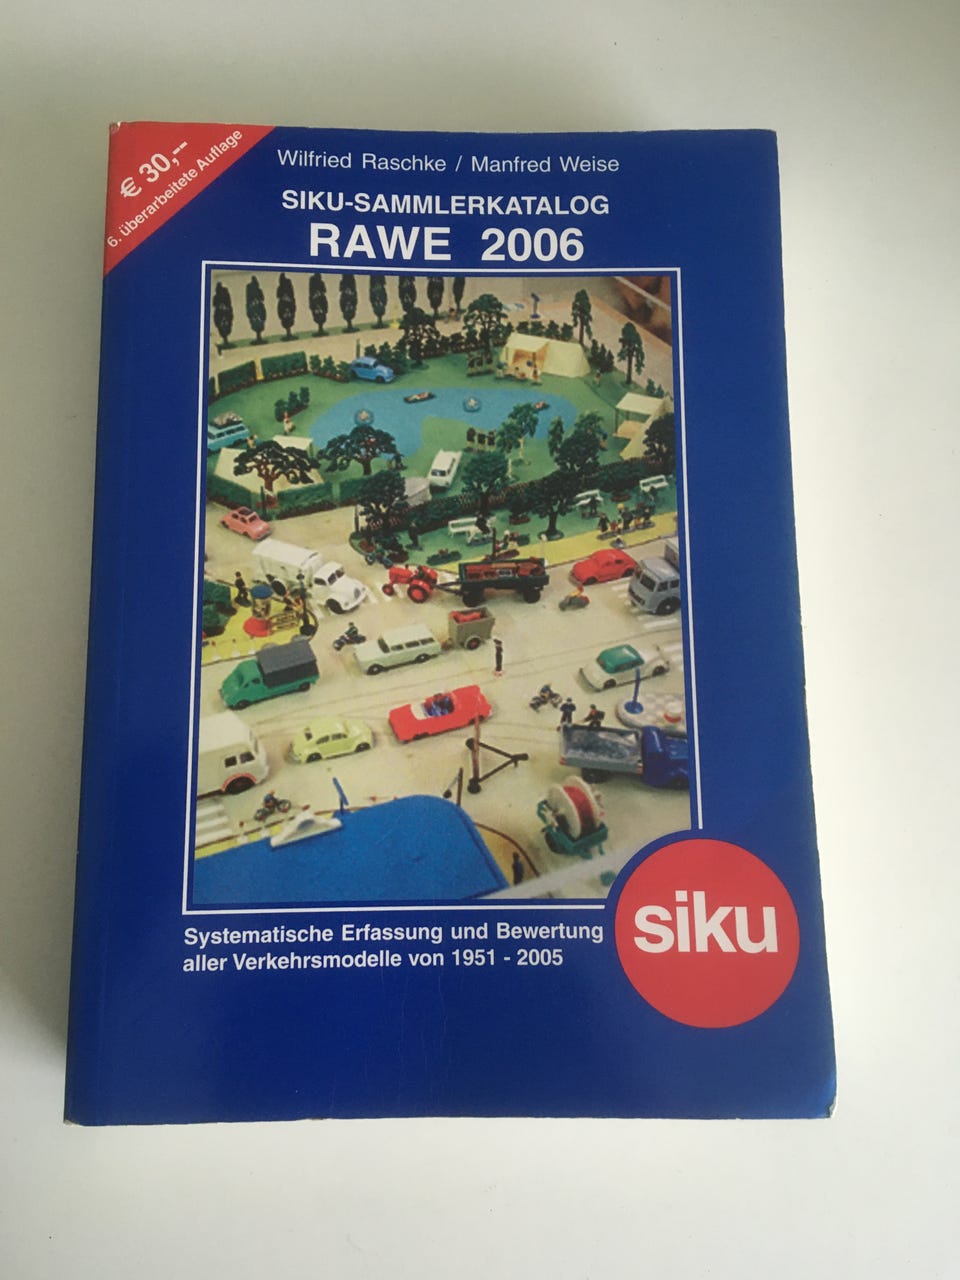 € 30,--
6. überarbeitete Auflage
Wilfried Raschke / Manfred Weise
SIKU-SAMMLERKATALOG
RAWE 2006
Systematische Erfassung und Bewertung
aller Verkehrsmodelle von 1951 - 2005
siku